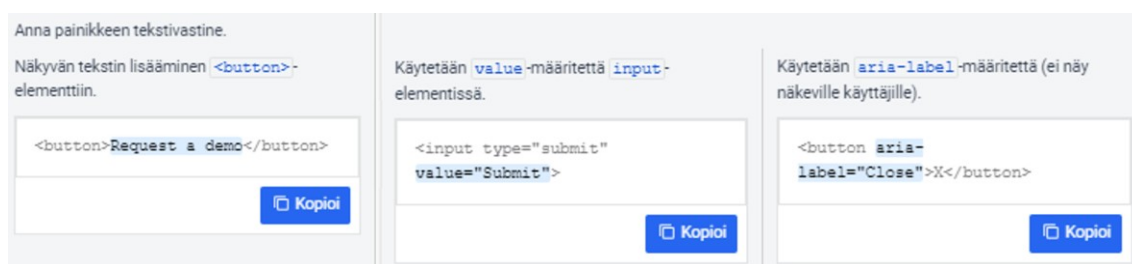 Anna painikkeen tekstivastine.
Näkyvän tekstin lisääminen <button>-
elementtiin.
<button>Request a demo</button>
Kopioi
Käytetään value-määritettä input-
elementissä.
<input type="submit"
value="Submit">
Kopioi
Käytetään aria-label-määritettä (ei näy
näkeville käyttäjille).
<button aria-
label="Close">X</button>
Kopioi